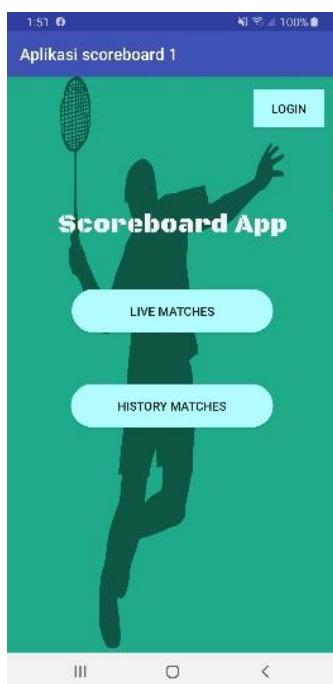 1:51
100%
Aplikasi scoreboard 1
LOGIN
Scoreboard App
LIVE MATCHES
HISTORY MATCHES